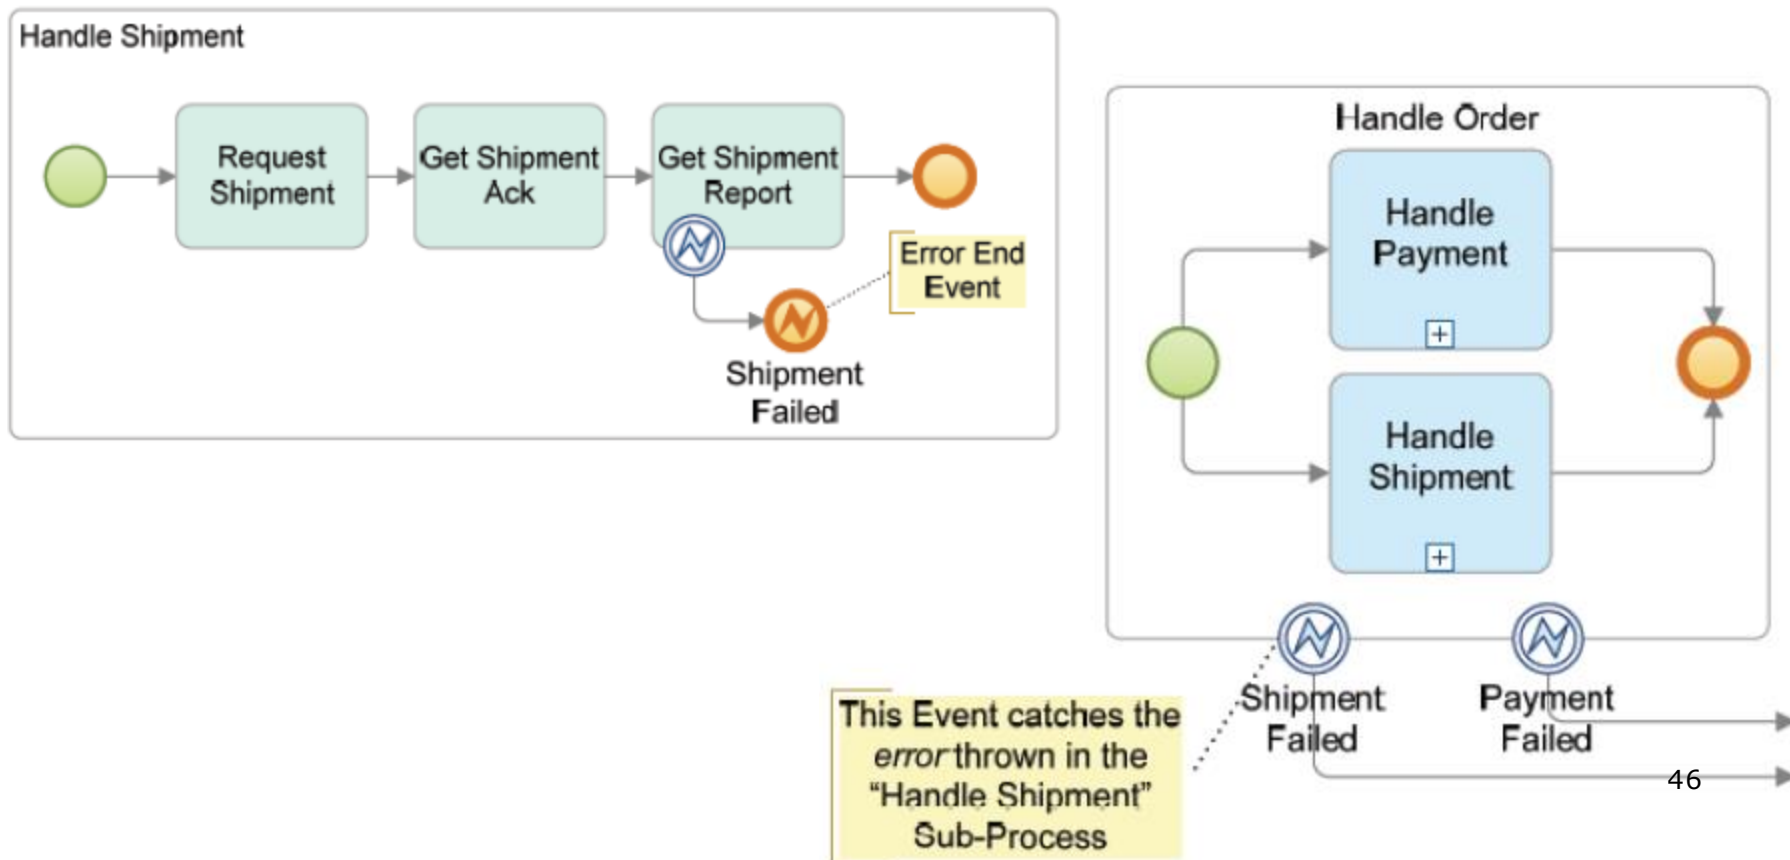 Handle Shipment
Request
Shipment
Get Shipment
Ack
Get Shipment
Report
Error End
Event
Shipment
Failed
Handle Order
Handle
Payment
Handle
Shipment
Shipment
Failed
Payment
Failed
This Event catches the
error thrown in the
“Handle Shipment”
Sub-Process
46